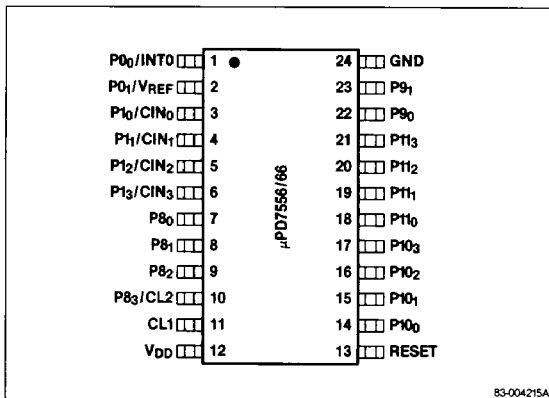 P0₀/INT0 1 24 GND
P0₁/VREF 2 23 P9₁
P1₀/CIN₀ 3 22 P9₀
P1₁/CIN₁ 4 21 P11₃
P1₂/CIN₂ 5 20 P11₂
P1₃/CIN₃ 6 19 P11₁
P8₀ 7 18 P11₀
P8₁ 8 17 P10₃
P8₂ 9 16 P10₂
P8₃/CL2 10 15 P10₁
CL1 11 14 P10₀
VDD 12 13 RESET
μPD7556/66
83-004215A